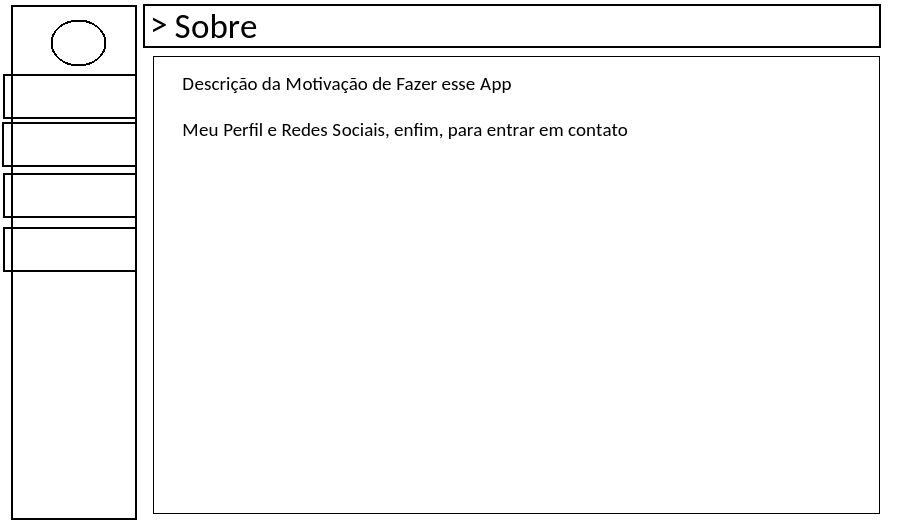 > Sobre
Descrição da Motivação de Fazer esse App
Meu Perfil e Redes Sociais, enfim, para entrar em contato